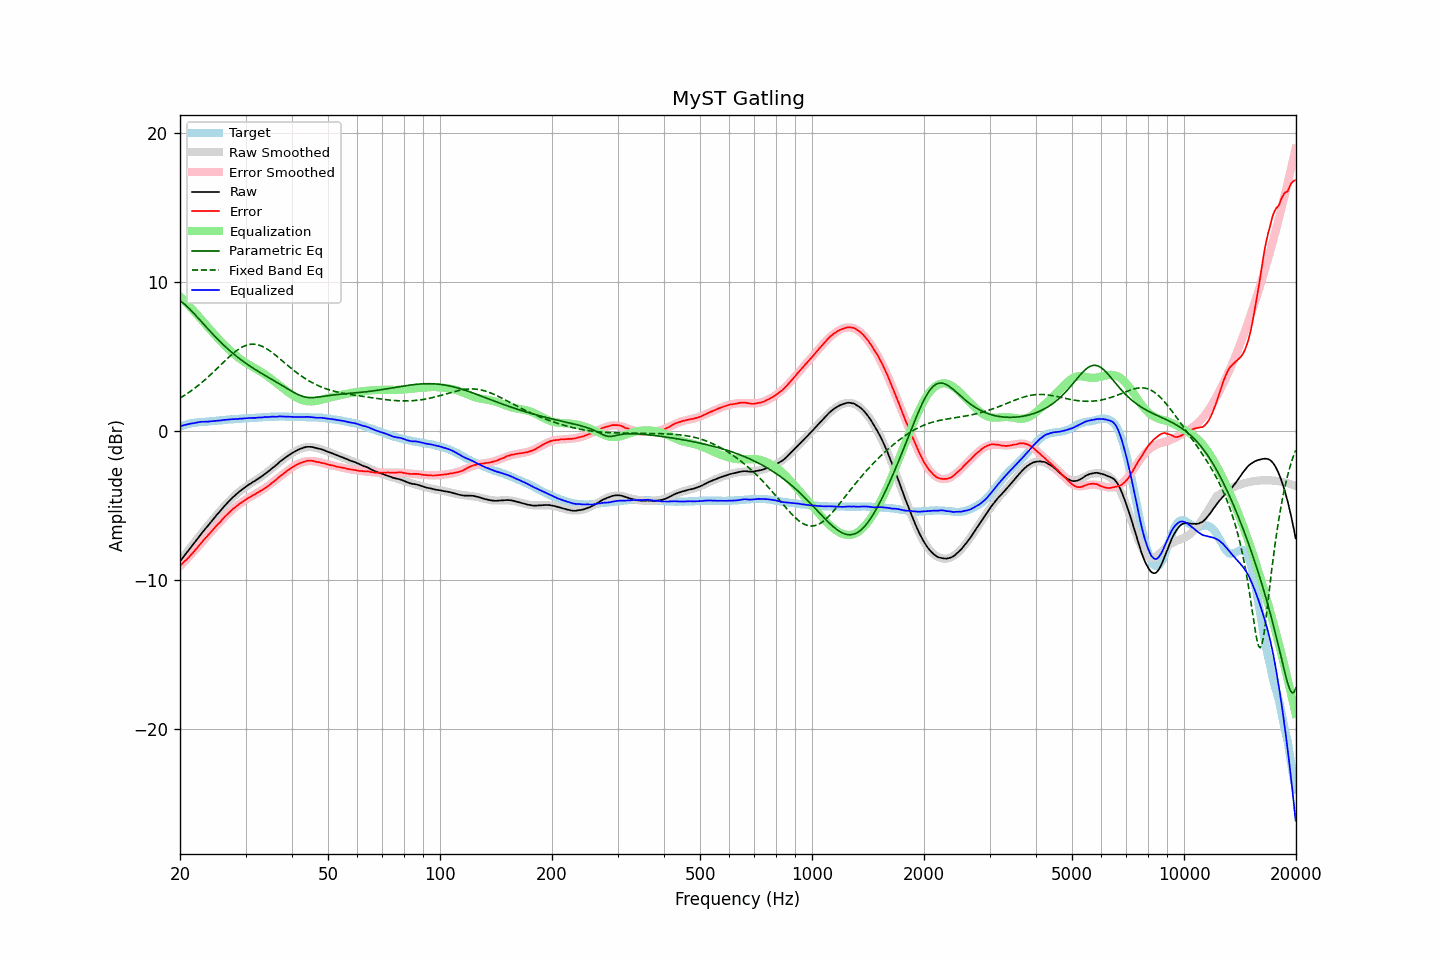 MyST Gatling
Target
Raw Smoothed
Error Smoothed
Raw
Error
Equalization
Parametric Eq
Fixed Band Eq
Equalized
20
10
0
−10
−20
Amplitude (dBr)
20 50 100 200 500 1000 2000 5000 10000 20000
Frequency (Hz)